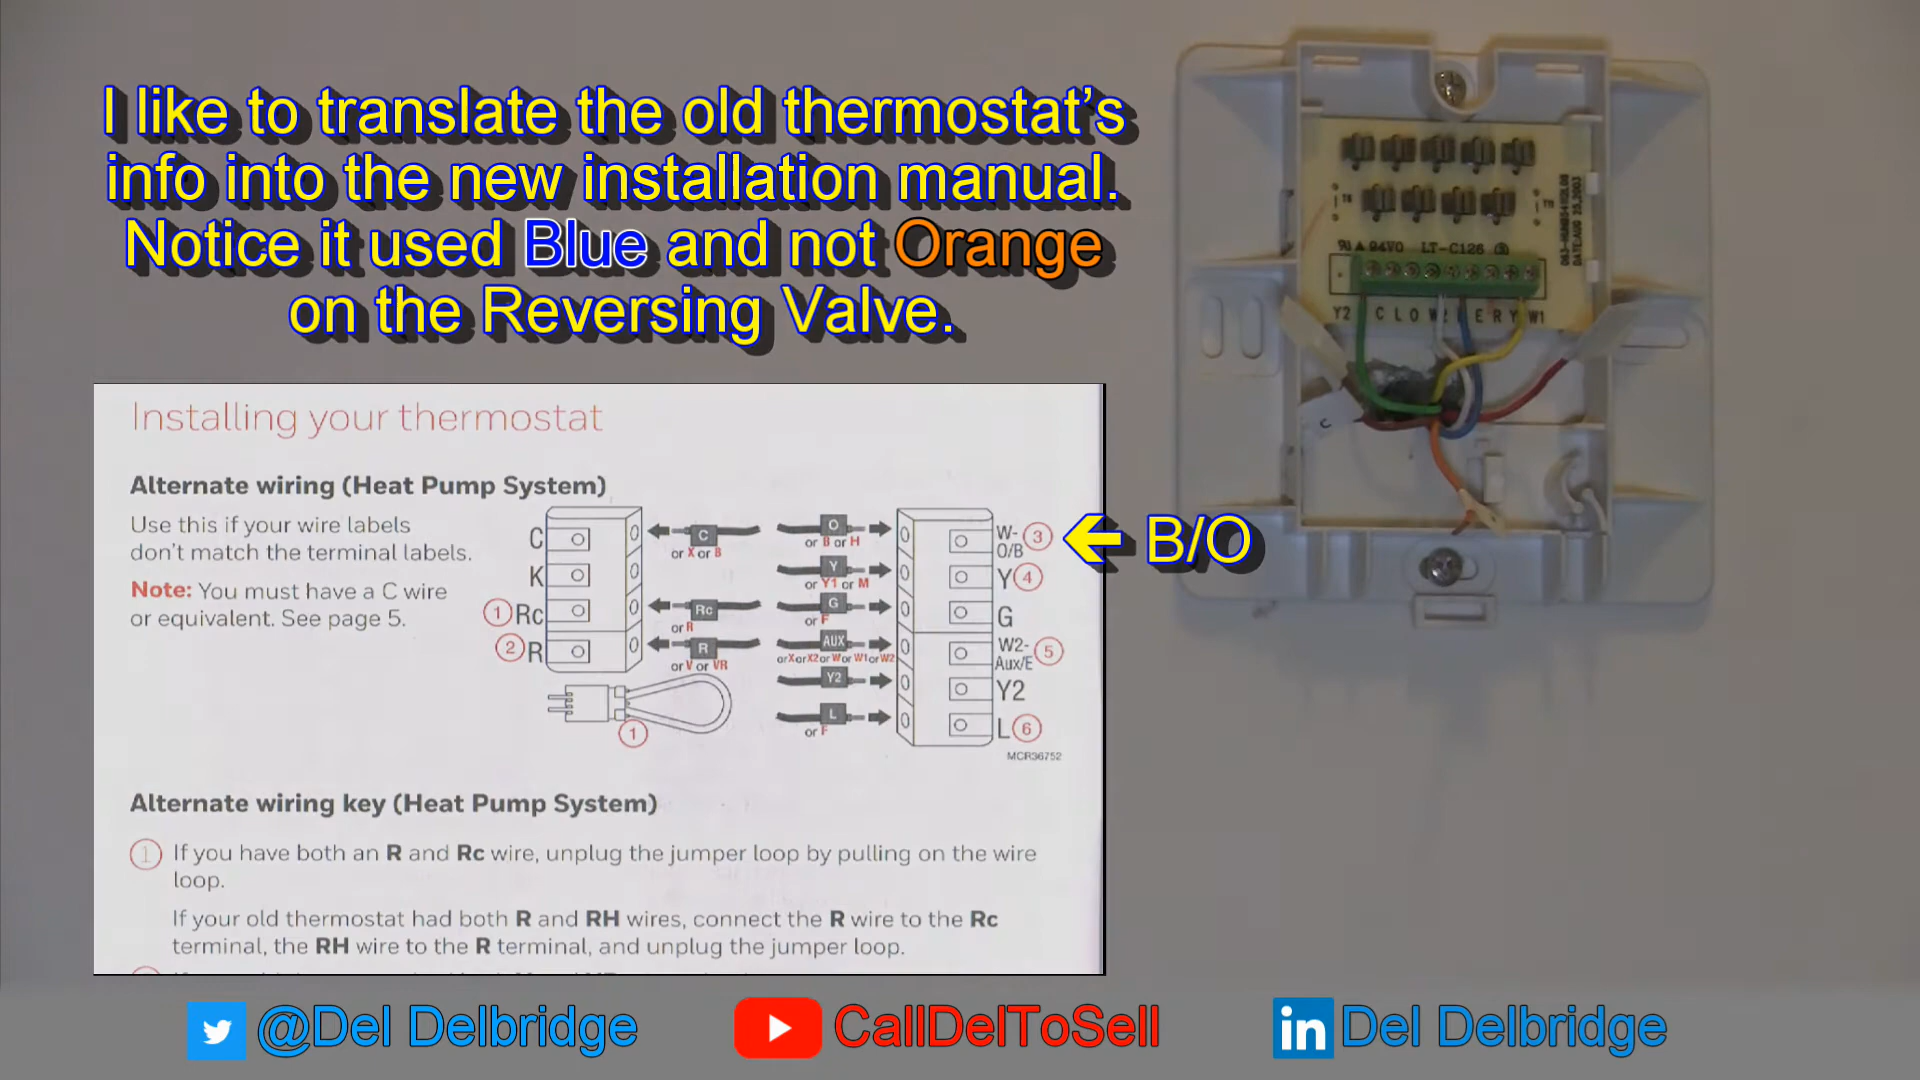 I like to translate the old thermostat's
info into the new installation manual.
Notice it used Blue and not Orange
on the Reversing Valve.
94V0 LT-C126
Y2 C L O W2 E R Y W1
C
Installing your thermostat
Alternate wiring (Heat Pump System)
Use this if your wire labels
don't match the terminal labels.
Note: You must have a C wire
or equivalent. See page 5.
C
K
1 Rc
2 R
C
or X or B
Rc
or R
R
or V or VR
1
O
or B or H
Y
or Y1 or M
G
or F
AUX
or X or X2 or W or W1 or W2
Y2
L
or F
W-
O/B 3
Y 4
G
W2-
Aux/E 5
Y2
L 6
MCR36752
← B/O
Alternate wiring key (Heat Pump System)
1 If you have both an R and Rc wire, unplug the jumper loop by pulling on the wire
loop.
If your old thermostat had both R and RH wires, connect the R wire to the Rc
terminal, the RH wire to the R terminal, and unplug the jumper loop.
@Del Delbridge
CallDelToSell
in Del Delbridge